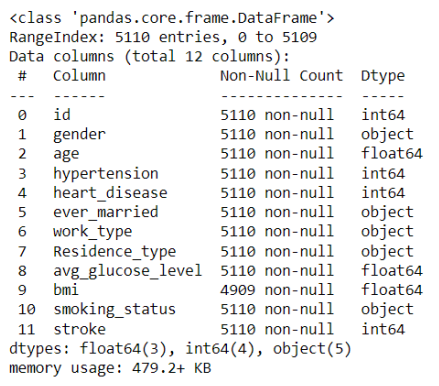 <class 'pandas.core.frame.DataFrame'>
RangeIndex: 5110 entries, 0 to 5109
Data columns (total 12 columns):
 #   Column             Non-Null Count  Dtype
---  ------             --------------  -----
 0   id                 5110 non-null   int64
 1   gender             5110 non-null   object
 2   age                5110 non-null   float64
 3   hypertension       5110 non-null   int64
 4   heart_disease      5110 non-null   int64
 5   ever_married       5110 non-null   object
 6   work_type          5110 non-null   object
 7   Residence_type     5110 non-null   object
 8   avg_glucose_level  5110 non-null   float64
 9   bmi                4909 non-null   float64
 10  smoking_status     5110 non-null   object
 11  stroke             5110 non-null   int64
dtypes: float64(3), int64(4), object(5)
memory usage: 479.2+ KB